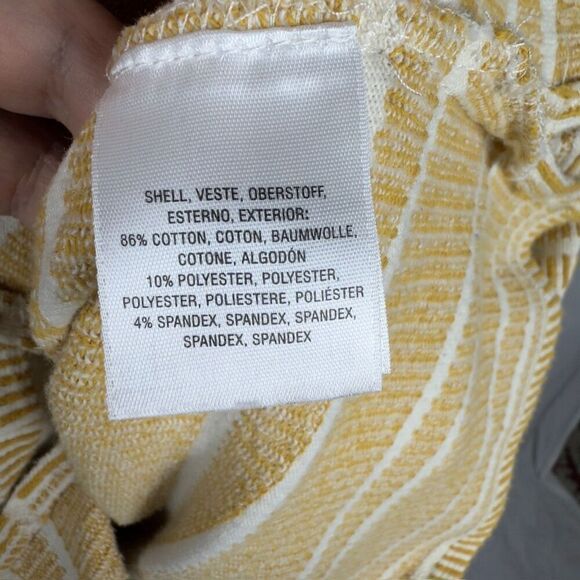 SHELL, VESTE, OBERSTOFF,
ESTERNO, EXTERIOR:
86% COTTON, COTON, BAUMWOLLE,
COTONE, ALGODÓN
10% POLYESTER, POLYESTER,
POLYESTER, POLIESTERE, POLIÉSTER
4% SPANDEX, SPANDEX, SPANDEX,
SPANDEX, SPANDEX